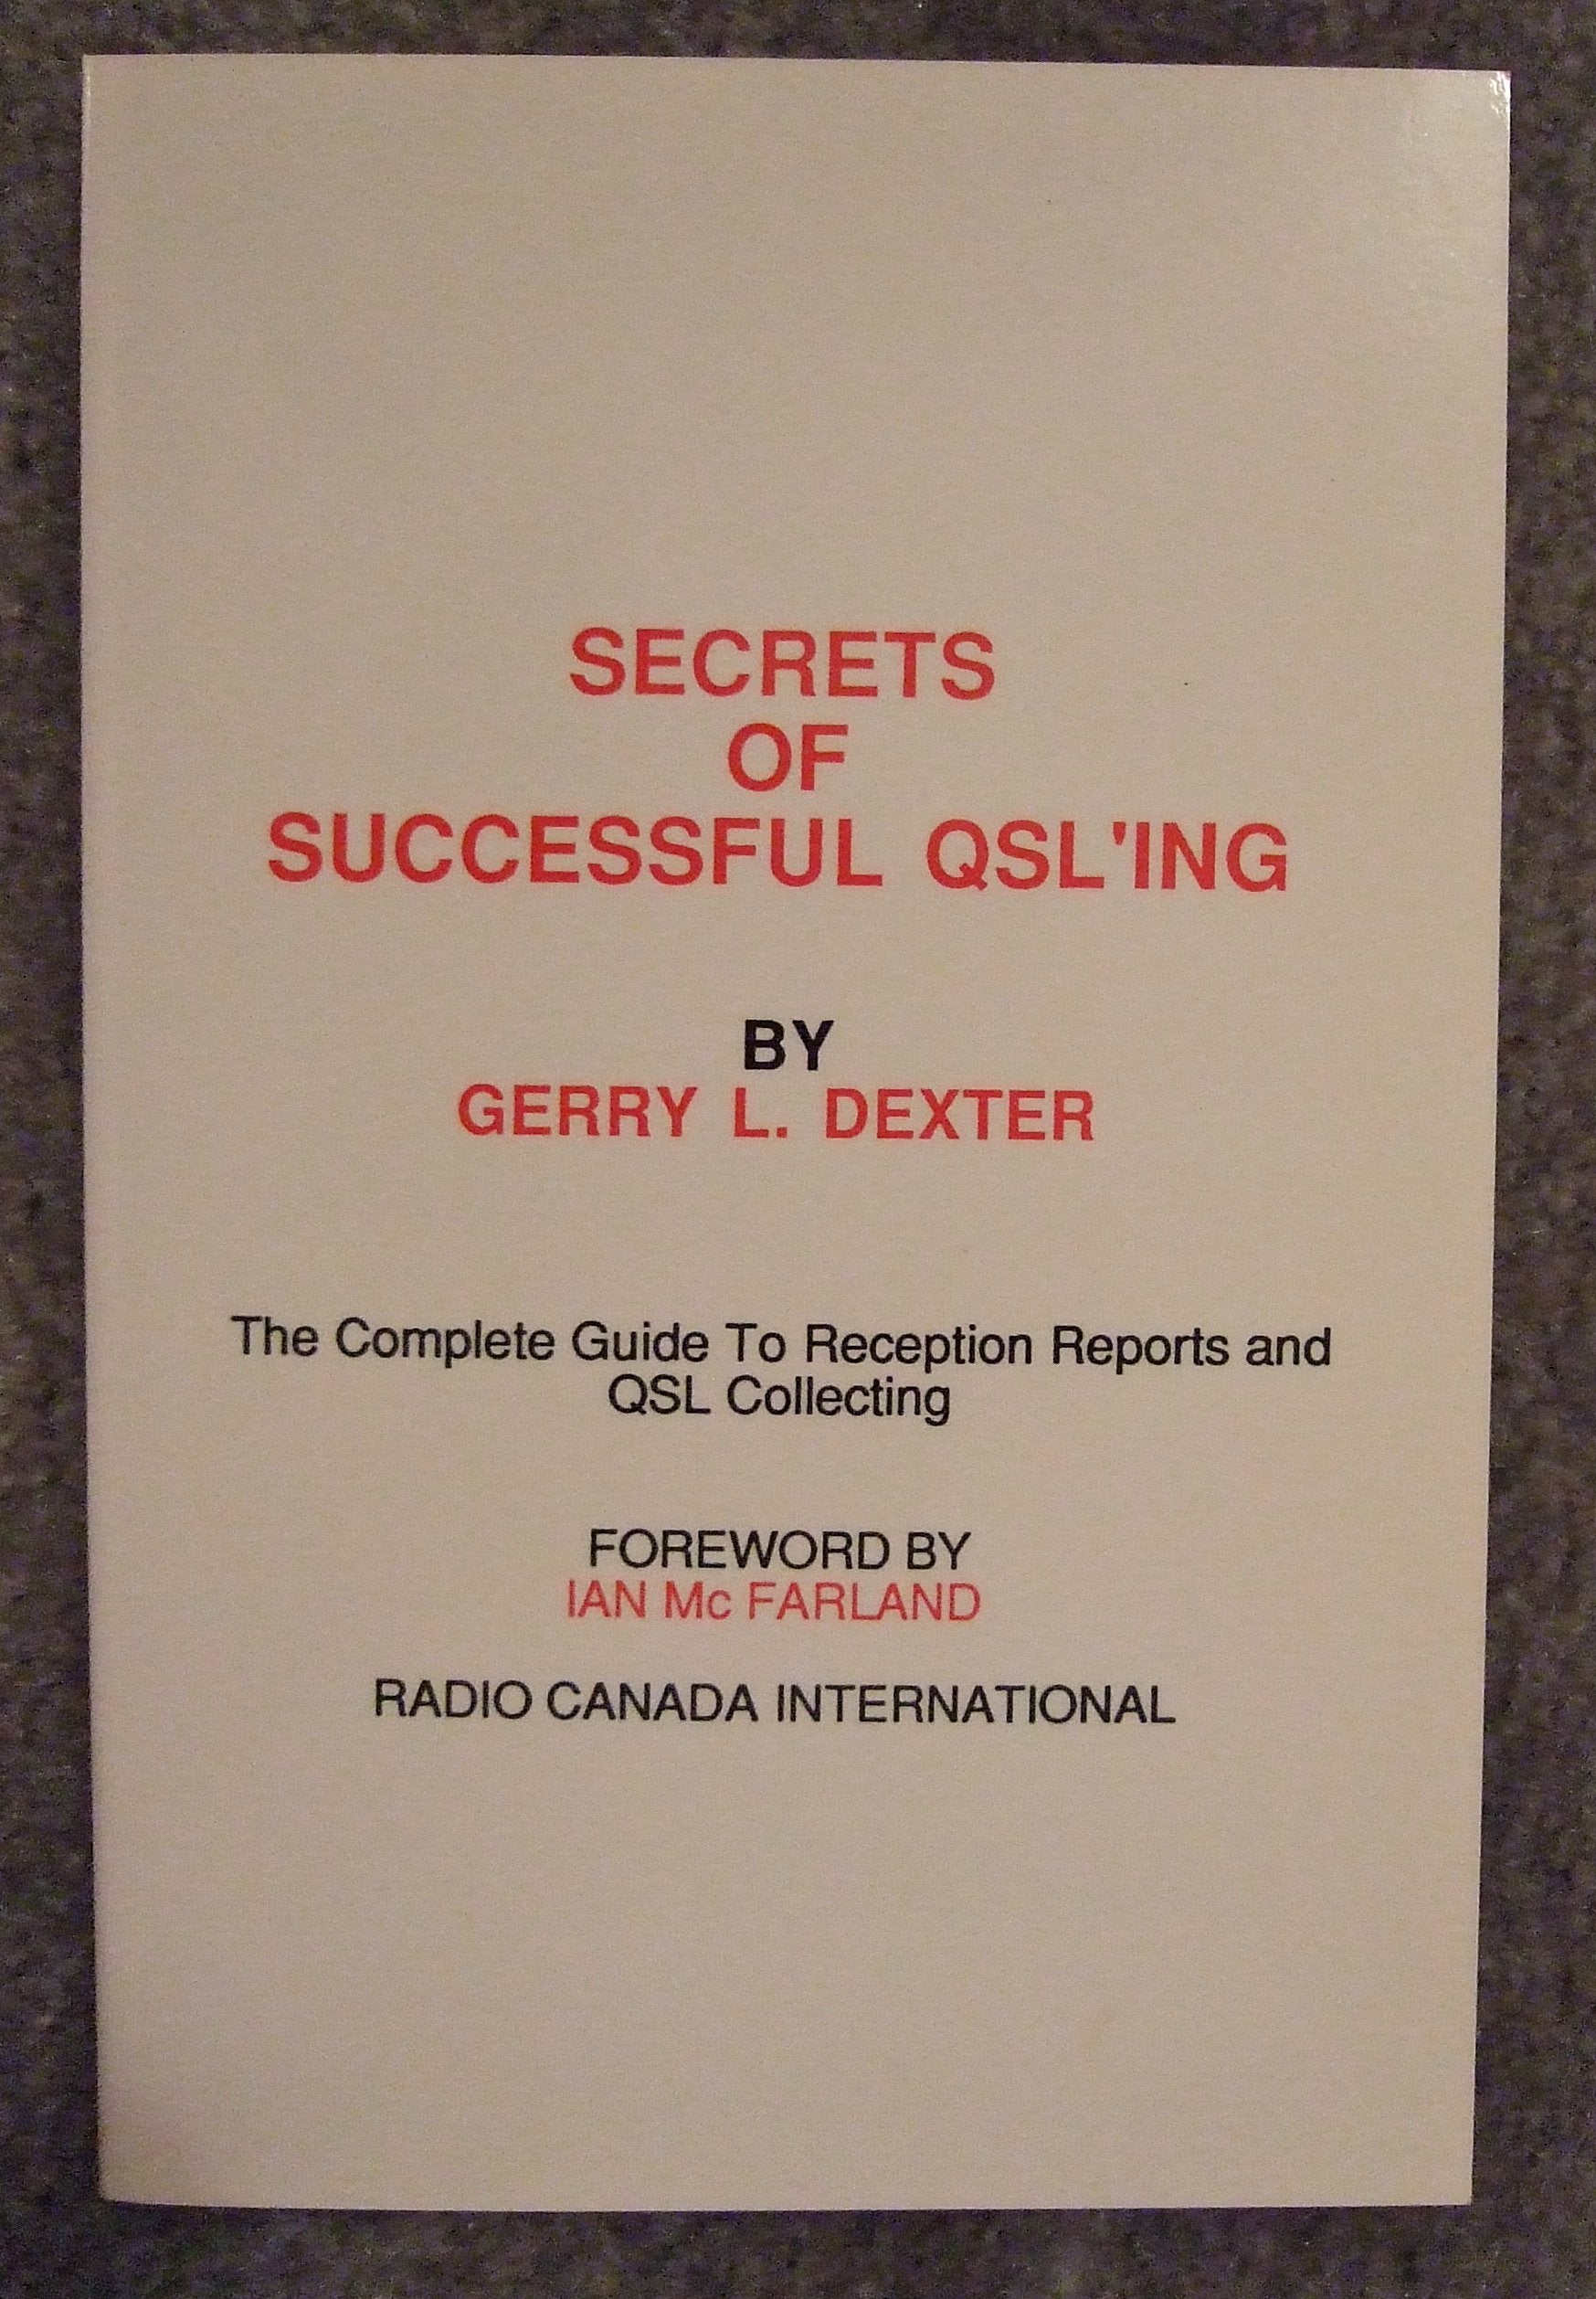 SECRETS
OF
SUCCESSFUL QSL'ING
BY
GERRY L. DEXTER
The Complete Guide To Reception Reports and
QSL Collecting
FOREWORD BY
IAN Mc FARLAND
RADIO CANADA INTERNATIONAL